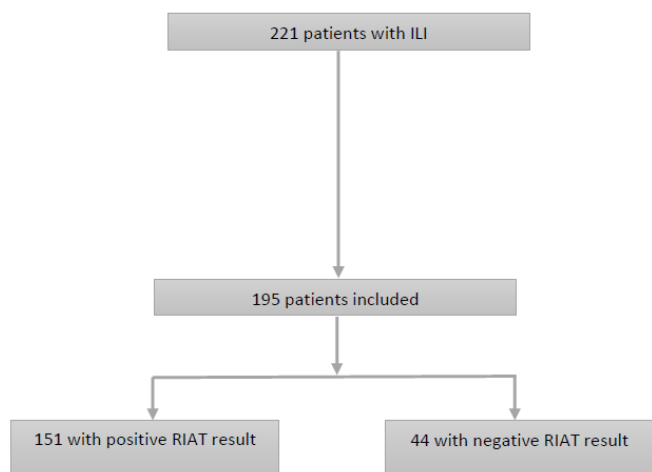 221 patients with ILI
195 patients included
151 with positive RIAT result
44 with negative RIAT result